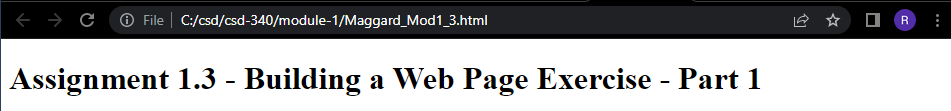 File | C:/csd/csd-340/module-1/Maggard_Mod1_3.html R
Assignment 1.3 - Building a Web Page Exercise - Part 1